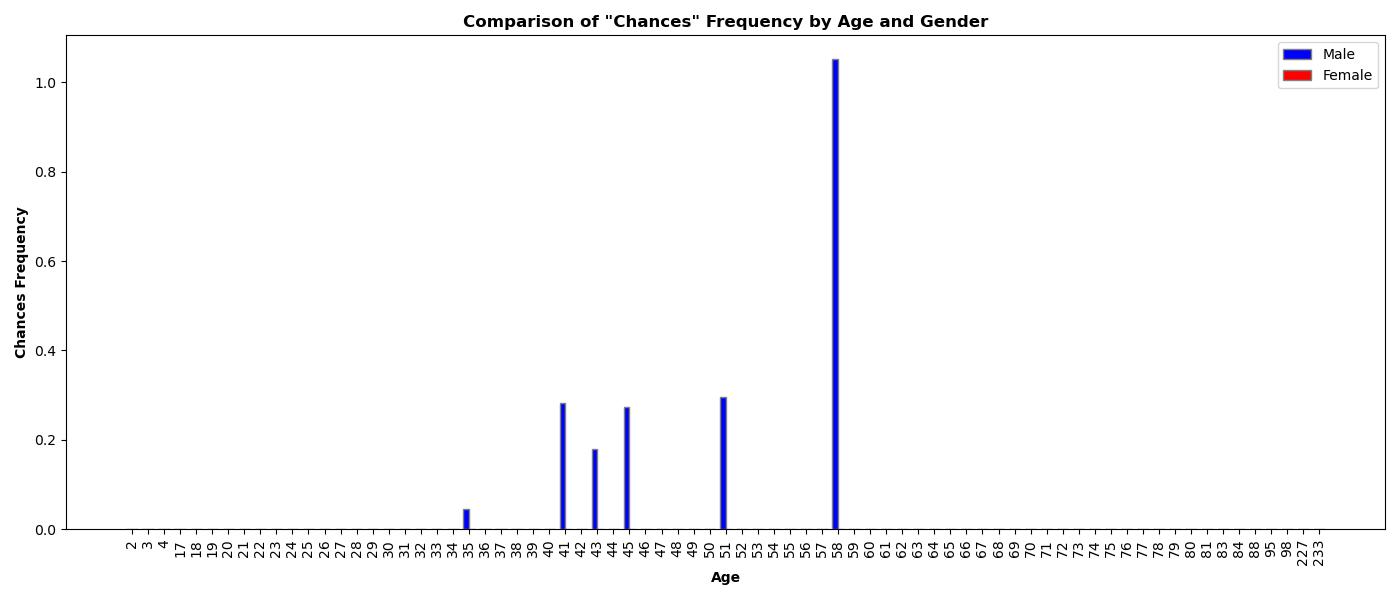 Comparison of "Chances" Frequency by Age and Gender
Male
Female
Chances Frequency
1.0
0.8
0.6
0.4
0.2
0.0
2 3 4 17 18 19 20 21 22 23 24 25 26 27 28 29 30 31 32 33 34 35 36 37 38 39 40 41 42 43 44 45 46 47 48 49 50 51 52 53 54 55 56 57 58 59 60 61 62 63 64 65 66 67 68 69 70 71 72 73 74 75 76 77 78 79 80 81 83 84 88 95 98 227 233
Age